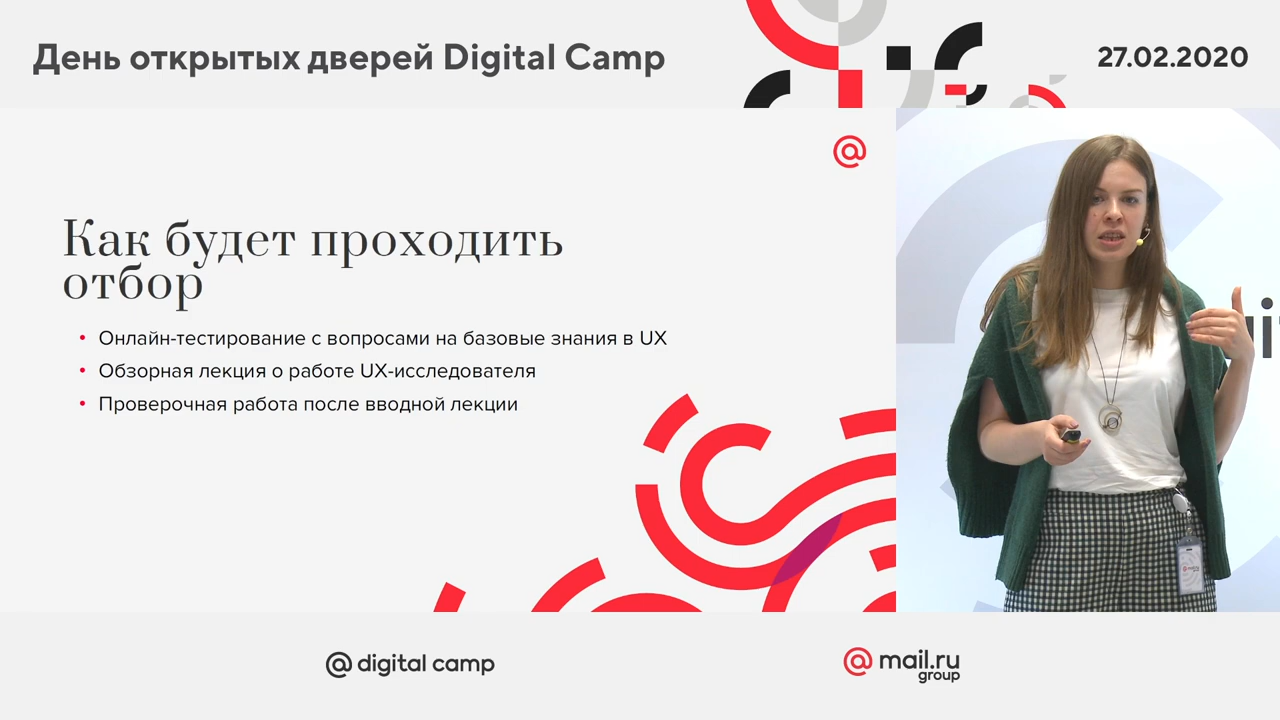 День открытых дверей Digital Camp
27.02.2020
@
Как будет проходить
отбор
• Онлайн-тестирование с вопросами на базовые знания в UX
• Обзорная лекция о работе UX-исследователя
• Проверочная работа после вводной лекции
@ digital camp
@ mail.ru
group